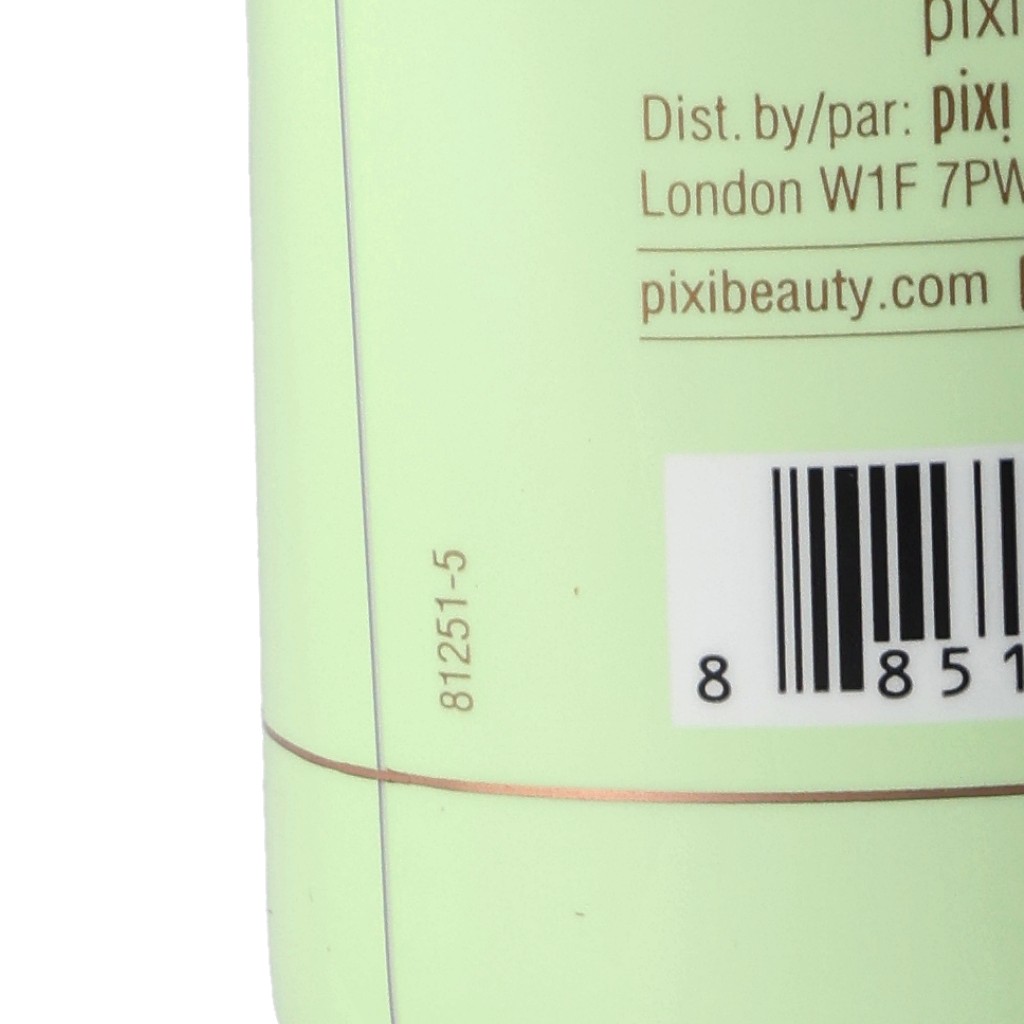 pixi
Dist. by/par: pixi
London W1F 7PW
pixibeauty.com
81251-5
8 851